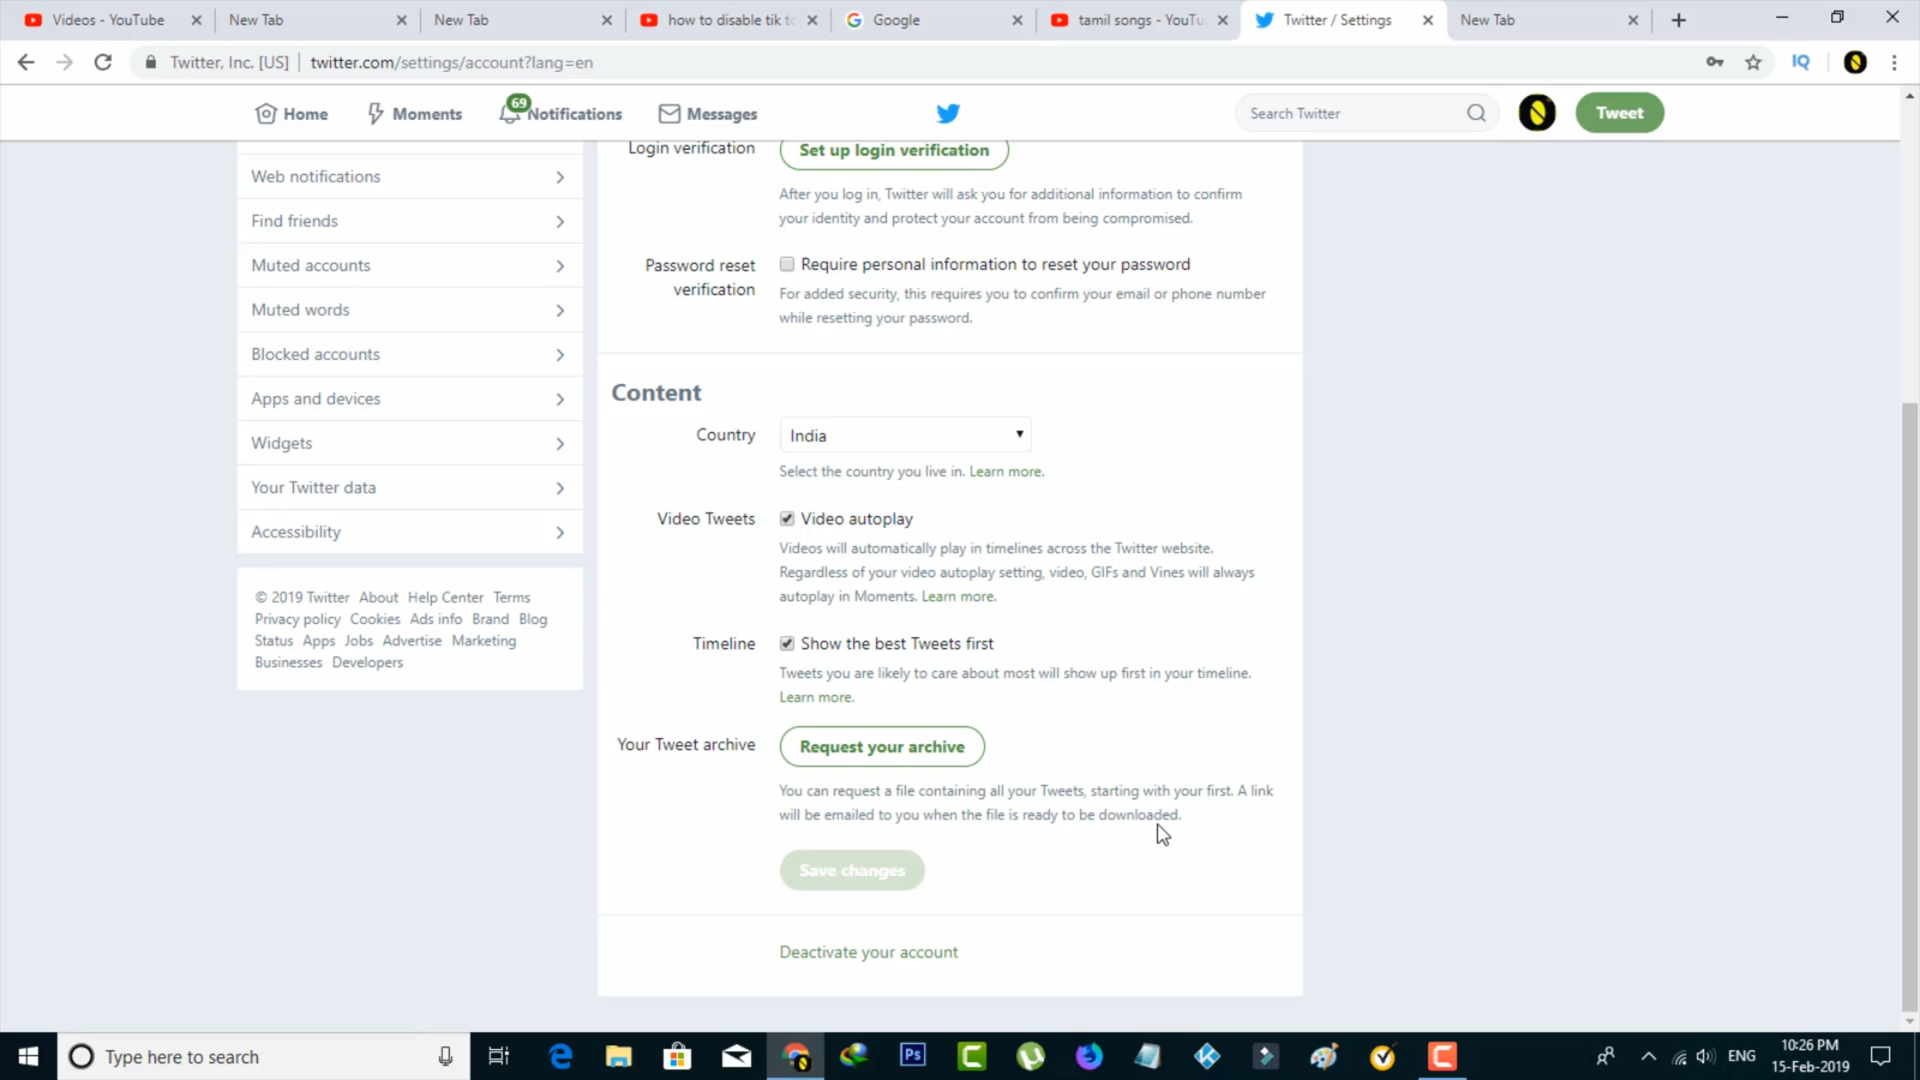 Videos - YouTube
New Tab
New Tab
how to disable tik to
Google
tamil songs - YouTu
Twitter / Settings
New Tab
Twitter, Inc. [US] | twitter.com/settings/account?lang=en
IQ
Home
Moments
69
Notifications
Messages
Search Twitter
Tweet
Web notifications
Find friends
Muted accounts
Muted words
Blocked accounts
Apps and devices
Widgets
Your Twitter data
Accessibility
© 2019 Twitter About Help Center Terms
Privacy policy Cookies Ads info Brand Blog
Status Apps Jobs Advertise Marketing
Businesses Developers
Login verification
Set up login verification
After you log in, Twitter will ask you for additional information to confirm
your identity and protect your account from being compromised.
Password reset
verification
Require personal information to reset your password
For added security, this requires you to confirm your email or phone number
while resetting your password.
Content
Country
India
Select the country you live in. Learn more.
Video Tweets
Video autoplay
Videos will automatically play in timelines across the Twitter website.
Regardless of your video autoplay setting, video, GIFs and Vines will always
autoplay in Moments. Learn more.
Timeline
Show the best Tweets first
Tweets you are likely to care about most will show up first in your timeline.
Learn more.
Your Tweet archive
Request your archive
You can request a file containing all your Tweets, starting with your first. A link
will be emailed to you when the file is ready to be downloaded.
Save changes
Deactivate your account
Type here to search
Ps
ENG
10:26 PM
15-Feb-2019